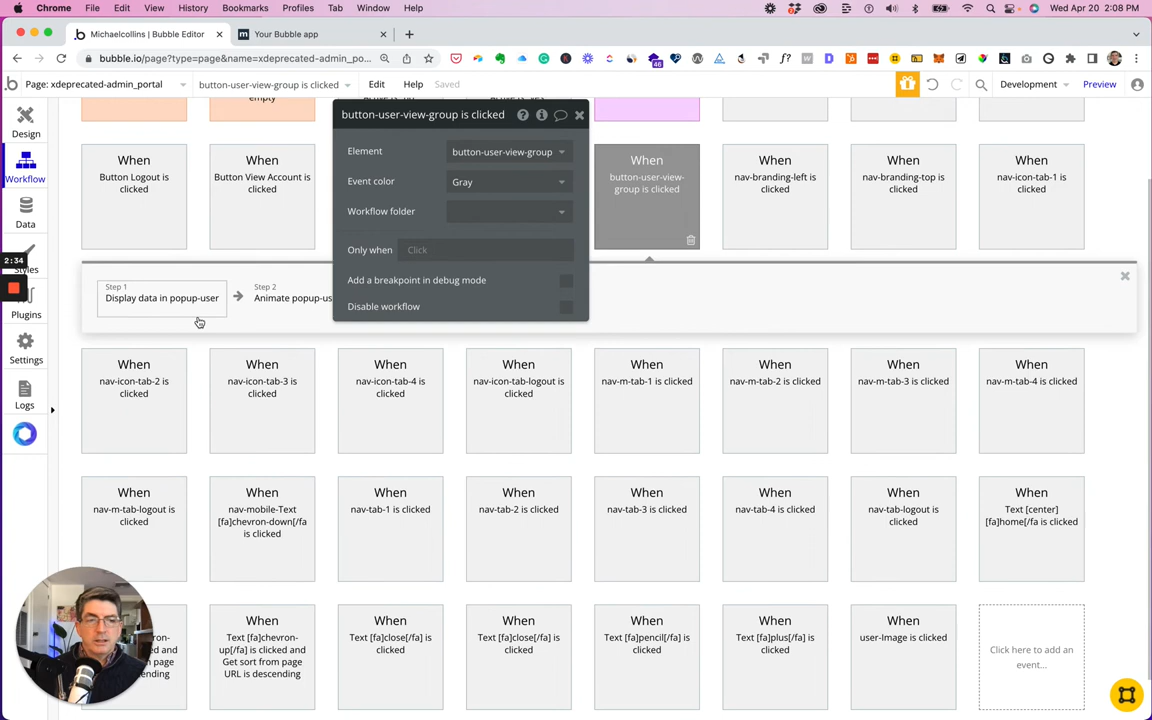 Chrome File Edit View History Bookmarks Profiles Tab Window Help
Wed Apr 20 2:08 PM
Michaelcollins | Bubble Editor
Your Bubble app
bubble.io/page?type=page&name=xdeprecated-admin_po...
46
Page: xdeprecated-admin_portal
button-user-view-group is clicked
Edit Help Saved
Development
Preview
Design
Workflow
Data
Styles
Plugins
Settings
Logs
2:34
empty
button-user-view-group is clicked
Element
button-user-view-group
Event color
Gray
Workflow folder
Only when
Click
Add a breakpoint in debug mode
Disable workflow
When
Button Logout is
clicked
When
Button View Account is
clicked
When
button-user-view-
group is clicked
When
nav-branding-left is
clicked
When
nav-branding-top is
clicked
When
nav-icon-tab-1 is
clicked
Step 1
Display data in popup-user
Step 2
Animate popup-us
When
nav-icon-tab-2 is
clicked
When
nav-icon-tab-3 is
clicked
When
nav-icon-tab-4 is
clicked
When
nav-icon-tab-logout is
clicked
When
nav-m-tab-1 is clicked
When
nav-m-tab-2 is clicked
When
nav-m-tab-3 is clicked
When
nav-m-tab-4 is clicked
When
nav-m-tab-logout is
clicked
When
nav-mobile-Text
[fa]chevron-down[/fa
is clicked
When
nav-tab-1 is clicked
When
nav-tab-2 is clicked
When
nav-tab-3 is clicked
When
nav-tab-4 is clicked
When
nav-tab-logout is
clicked
When
Text [center]
[fa]home[/fa is clicked
evron-
ed and
n page
ending
When
Text [fa]chevron-
up[/fa] is clicked and
Get sort from page
URL is descending
When
Text [fa]close[/fa] is
clicked
When
Text [fa]close[/fa] is
clicked
When
Text [fa]pencil[/fa] is
clicked
When
Text [fa]plus[/fa] is
clicked
When
user-Image is clicked
Click here to add an
event...